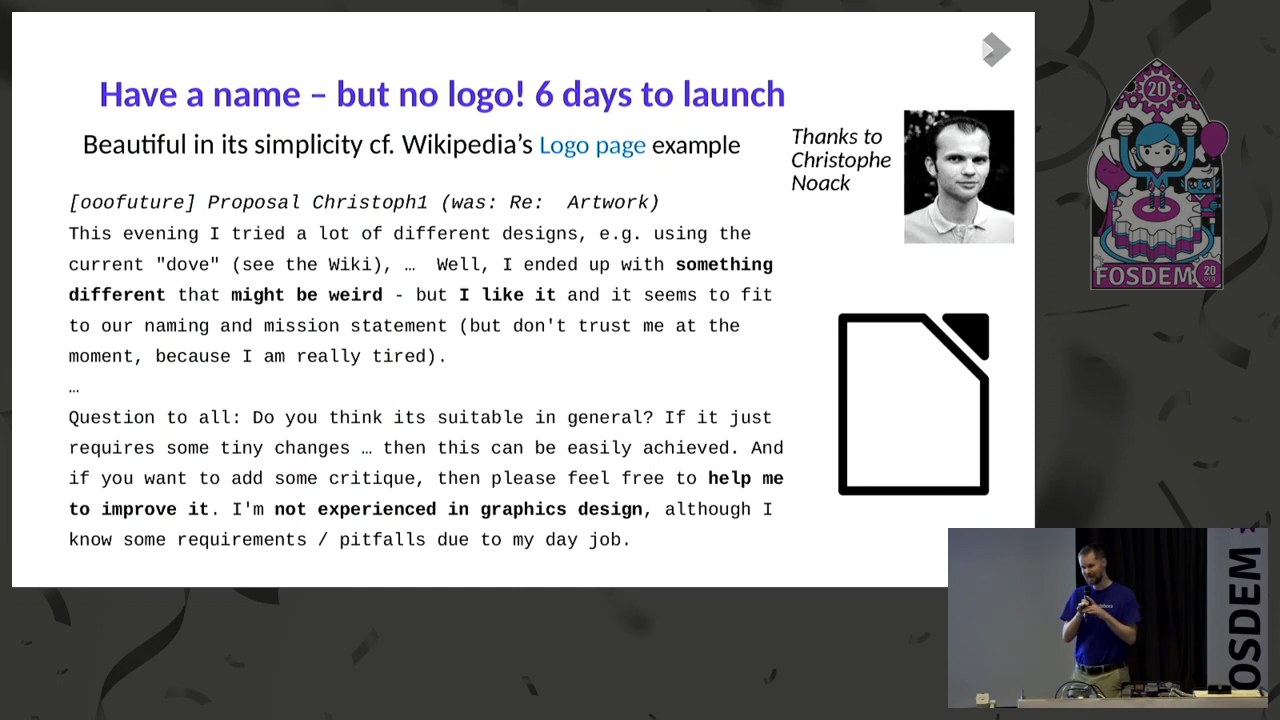 Have a name – but no logo! 6 days to launch
Beautiful in its simplicity cf. Wikipedia's Logo page example
Thanks to
Christophe
Noack
[ooofuture] Proposal Christoph1 (was: Re:  Artwork)
This evening I tried a lot of different designs, e.g. using the
current "dove" (see the Wiki), …  Well, I ended up with something
different that might be weird - but I like it and it seems to fit
to our naming and mission statement (but don't trust me at the
moment, because I am really tired).
…
Question to all: Do you think its suitable in general? If it just
requires some tiny changes … then this can be easily achieved. And
if you want to add some critique, then please feel free to help me
to improve it. I'm not experienced in graphics design, although I
know some requirements / pitfalls due to my day job.
20
FOSDEM
20
org
OSDEM